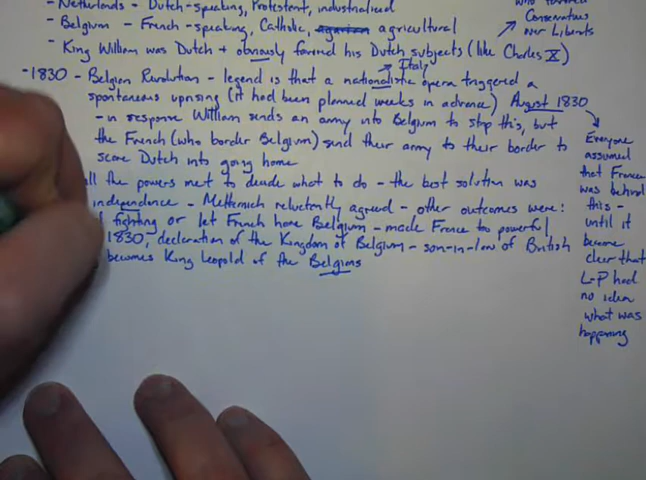 - Netherlands - Dutch-speaking, Protestant, industrialized
- Belgium - French-speaking, Catholic, agricultural
Conservatives
over Liberals
- King William was Dutch + favored his Dutch subjects (like Charles X)
Italy
- 1830 - Belgian Revolution - legend is that a nationalistic opera triggered a
spontaneous uprising (it had been planned weeks in advance) August 1830
- in response William sends an army into Belgium to stop this, but
the French (who border Belgium) send their army to their border to
scare Dutch into going home
all the powers met to decide what to do - the best solution was
independence - Metternich reluctantly agreed - other outcomes were:
fighting or let French have Belgium - made France too powerful
1830, declaration of the Kingdom of Belgium - son-in-law of British
becomes King Leopold of the Belgians
Everyone
assumed
that France
was behind
this -
until it
became
clear that
L-P had
no idea
what was
happening